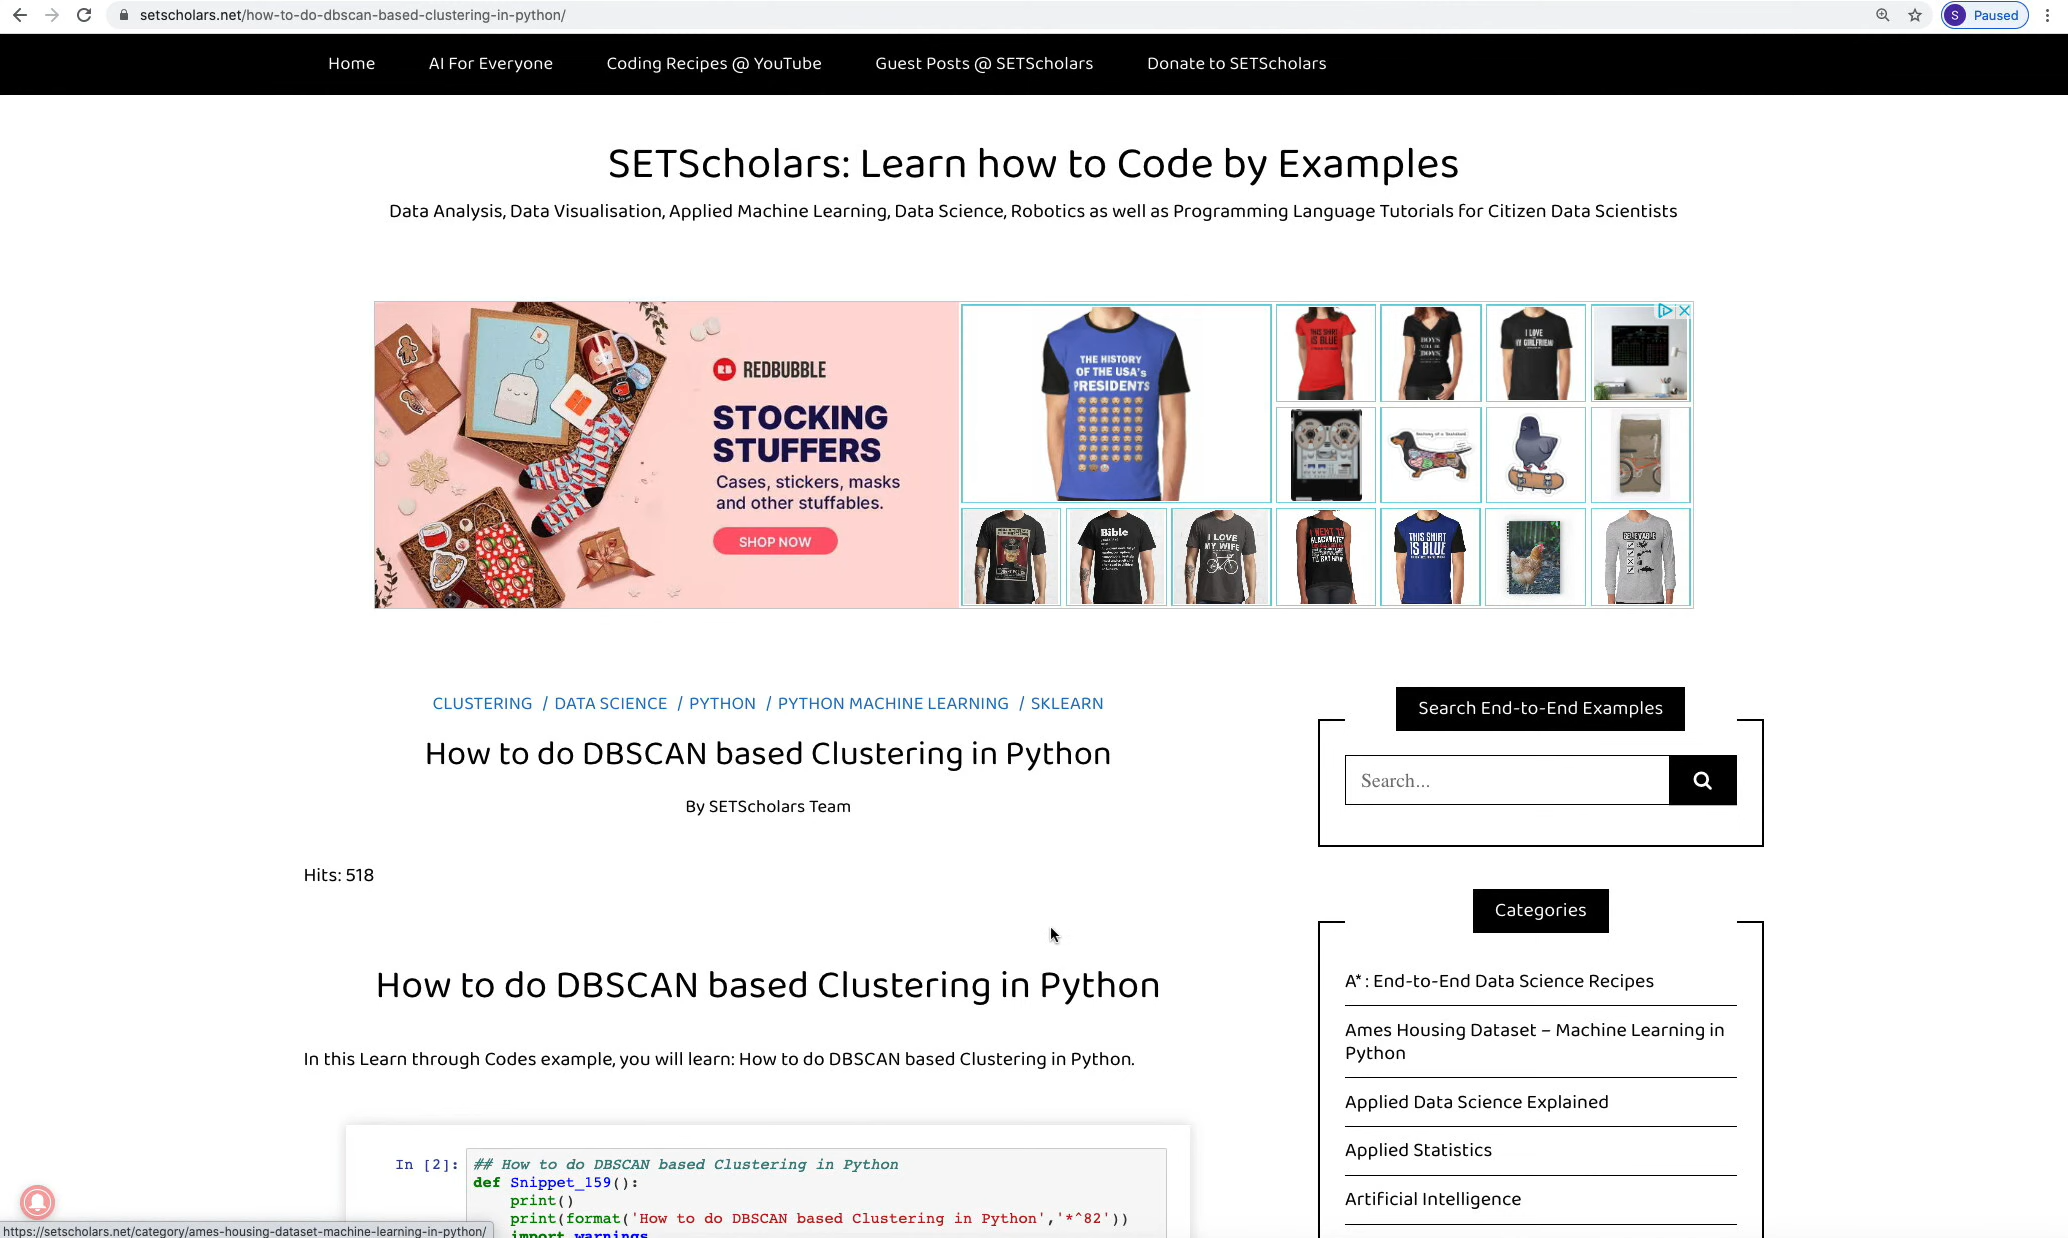 setscholars.net/how-to-do-dbscan-based-clustering-in-python/
S Paused
Home AI For Everyone Coding Recipes @ YouTube Guest Posts @ SETScholars Donate to SETScholars
SETScholars: Learn how to Code by Examples
Data Analysis, Data Visualisation, Applied Machine Learning, Data Science, Robotics as well as Programming Language Tutorials for Citizen Data Scientists
RB REDBUBBLE
STOCKING
STUFFERS
Cases, stickers, masks
and other stuffables.
SHOP NOW
THE HISTORY
OF THE USA's
PRESIDENTS
THIS SHIRT
IS BLUE
BOYS
WILL BE
BOYS
I LOVE
MY GIRLFRIEND
Bible
I LOVE
MY WIFE
THIS SHIRT
IS BLUE
CLUSTERING / DATA SCIENCE / PYTHON / PYTHON MACHINE LEARNING / SKLEARN
How to do DBSCAN based Clustering in Python
By SETScholars Team
Hits: 518
How to do DBSCAN based Clustering in Python
In this Learn through Codes example, you will learn: How to do DBSCAN based Clustering in Python.
In [2]: ## How to do DBSCAN based Clustering in Python
def Snippet_159():
print()
print(format('How to do DBSCAN based Clustering in Python','*^82'))
import warnings
Search End-to-End Examples
Search...
Categories
A* : End-to-End Data Science Recipes
Ames Housing Dataset – Machine Learning in
Python
Applied Data Science Explained
Applied Statistics
Artificial Intelligence
https://setscholars.net/category/ames-housing-dataset-machine-learning-in-python/